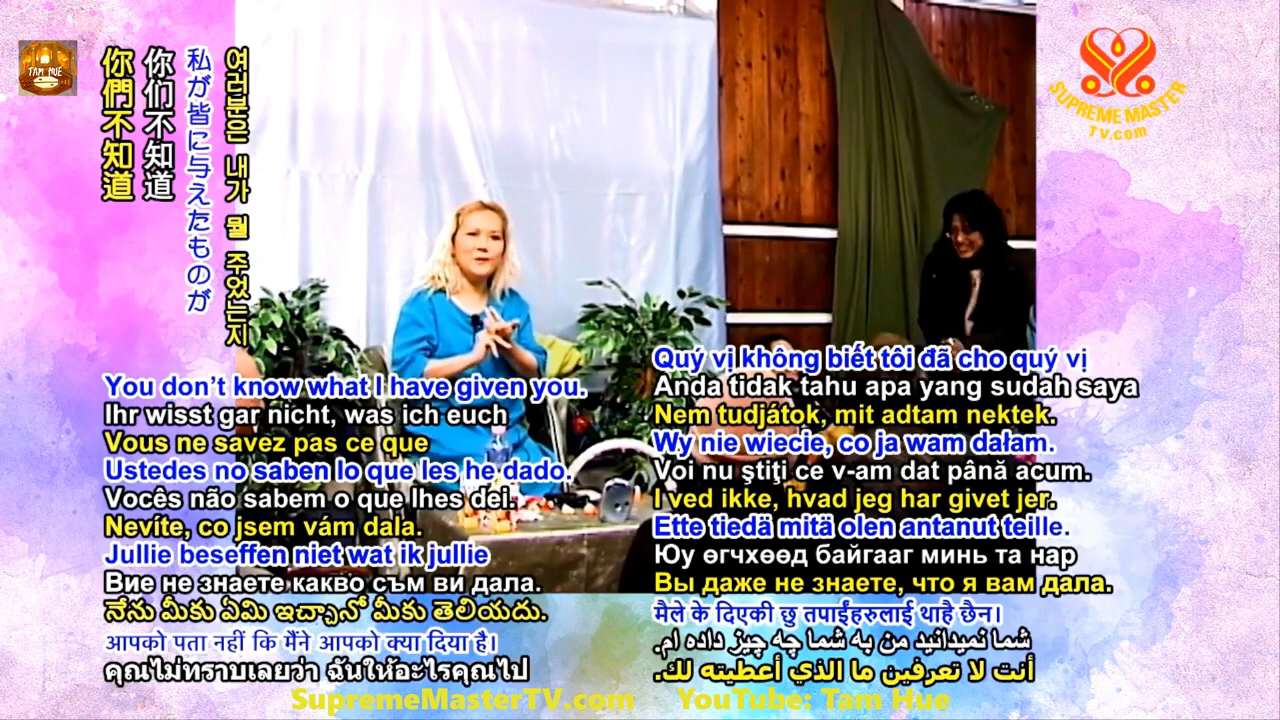 TAM HUE
你們不知道
你们不知道
私が皆に与えたものが
여러분은 내가 뭘 주었는지
SUPREME MASTER
TV.com
You don't know what I have given you.
Ihr wisst gar nicht, was ich euch
Vous ne savez pas ce que
Ustedes no saben lo que les he dado.
Vocês não sabem o que lhes dei.
Nevíte, co jsem vám dala.
Jullie beseffen niet wat ik jullie
Вие не знаете какво съм ви дала.
నేను మీకు ఏమి ఇచ్చానో మీకు తెలియదు.
आपको पता नहीं कि मैंने आपको क्या दिया है।
คุณไม่ทราบเลยว่า ฉันให้อะไรคุณไป
Quý vị không biết tôi đã cho quý vị
Anda tidak tahu apa yang sudah saya
Nem tudjátok, mit adtam nektek.
Wy nie wiecie, co ja wam dałam.
Voi nu ştiţi ce v-am dat până acum.
I ved ikke, hvad jeg har givet jer.
Ette tiedä mitä olen antanut teille.
Юу өгчхөөд байгааг минь та нар
Вы даже не знаете, что я вам дала.
मैले के दिएकी छु तपाईंहरुलाई थाहै छैन।
شما نمیدانید من به شما چه چیز داده ام.
أنت لا تعرفين ما الذي أعطيته لك.
SupremeMasterTV.com YouTube: Tam Hue